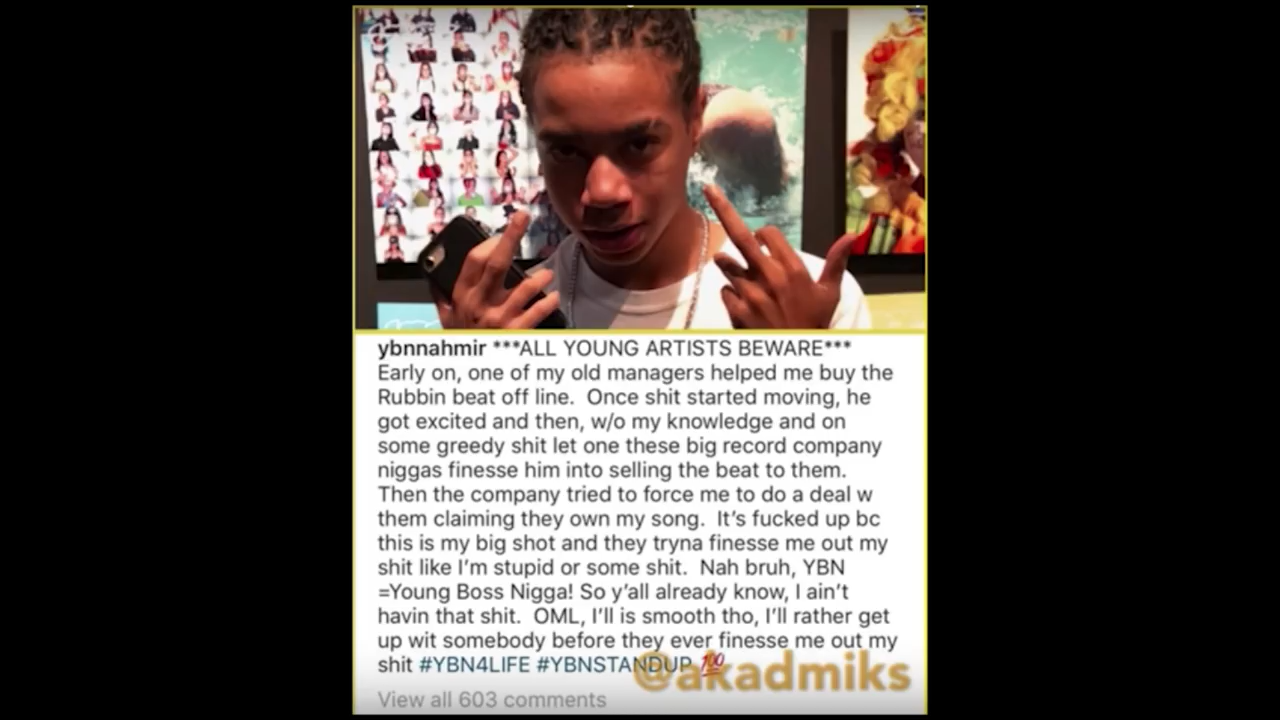 ybnnahmir ***ALL YOUNG ARTISTS BEWARE***
Early on, one of my old managers helped me buy the
Rubbin beat off line.  Once shit started moving, he
got excited and then, w/o my knowledge and on
some greedy shit let one these big record company
niggas finesse him into selling the beat to them.
Then the company tried to force me to do a deal w
them claiming they own my song.  It’s fucked up bc
this is my big shot and they tryna finesse me out my
shit like I’m stupid or some shit.  Nah bruh, YBN
=Young Boss Nigga! So y’all already know, I ain’t
havin that shit.  OML, I’ll is smooth tho, I’ll rather get
up wit somebody before they ever finesse me out my
shit #YBN4LIFE #YBNSTANDUP 💯
@akadmiks
View all 603 comments